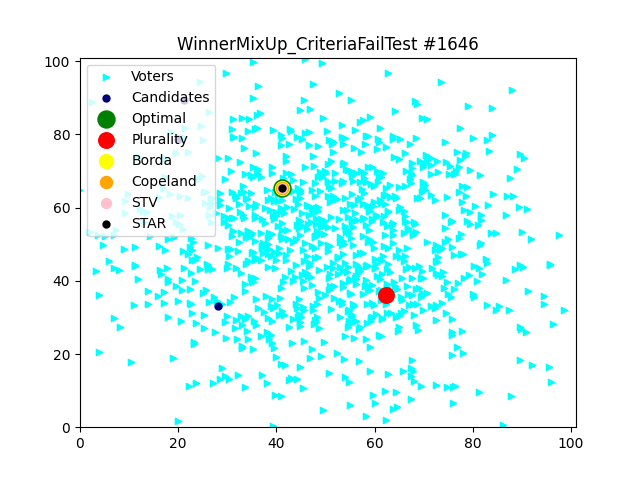 WinnerMixUp_CriteriaFailTest #1646
Voters
Candidates
Optimal
Plurality
Borda
Copeland
STV
STAR
100
80
60
40
20
0
0 20 40 60 80 100